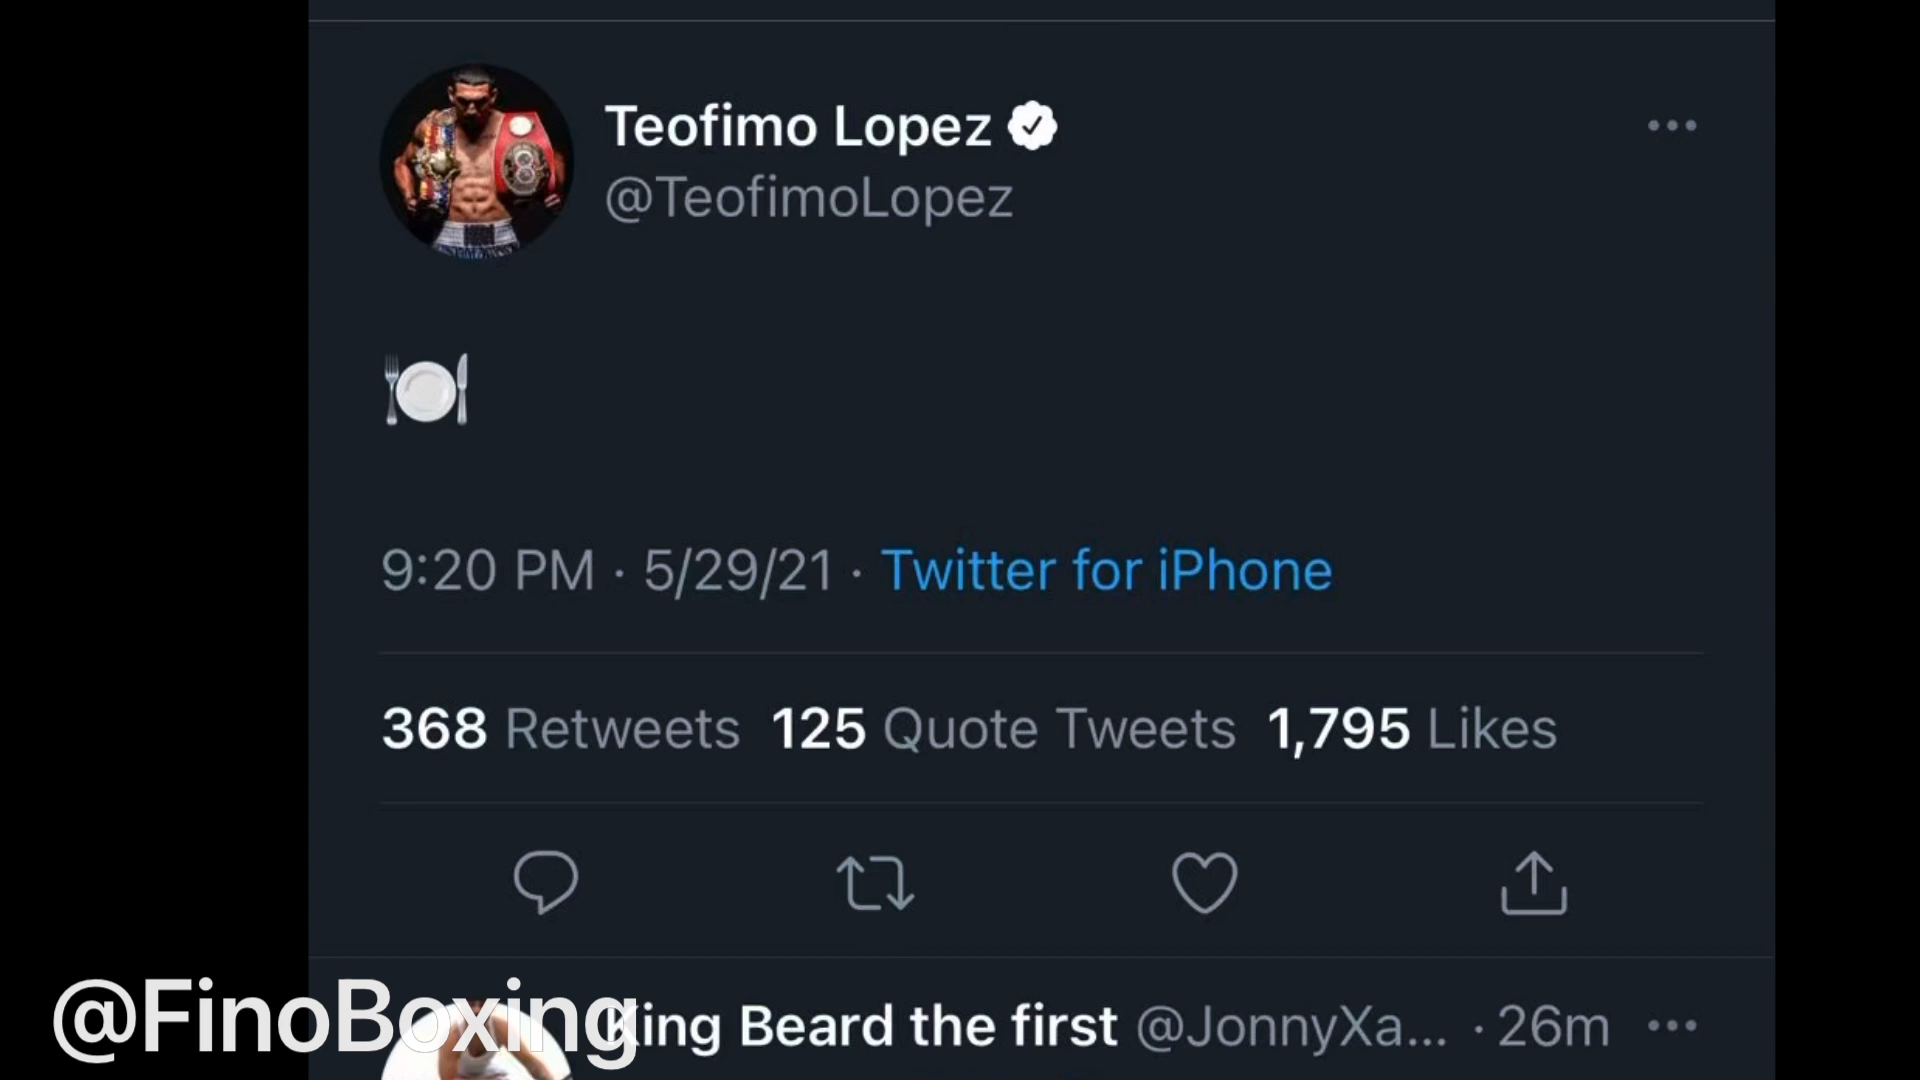 Teofimo Lopez
@TeofimoLopez
🍽️
9:20 PM · 5/29/21 · Twitter for iPhone
368 Retweets 125 Quote Tweets 1,795 Likes
King Beard the first @JonnyXa... · 26m
@FinoBoxing